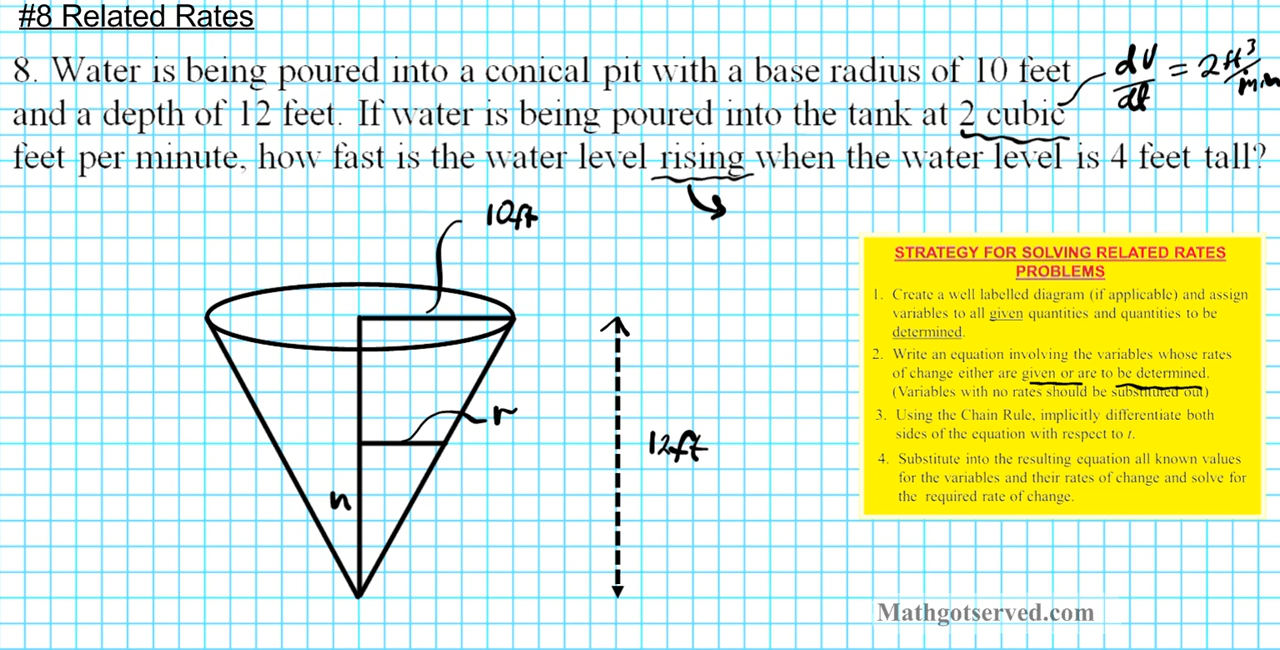 #8 Related Rates
8. Water is being poured into a conical pit with a base radius of 10 feet
and a depth of 12 feet. If water is being poured into the tank at 2 cubic
feet per minute, how fast is the water level rising when the water level is 4 feet tall?
dV/dt = 2 ft³/min
10ft
r
h
12ft
STRATEGY FOR SOLVING RELATED RATES
PROBLEMS
1. Create a well labelled diagram (if applicable) and assign
variables to all given quantities and quantities to be
determined.
2. Write an equation involving the variables whose rates
of change either are given or are to be determined.
(Variables with no rates should be substituted out)
3. Using the Chain Rule, implicitly differentiate both
sides of the equation with respect to t.
4. Substitute into the resulting equation all known values
for the variables and their rates of change and solve for
the required rate of change.
Mathgotserved.com